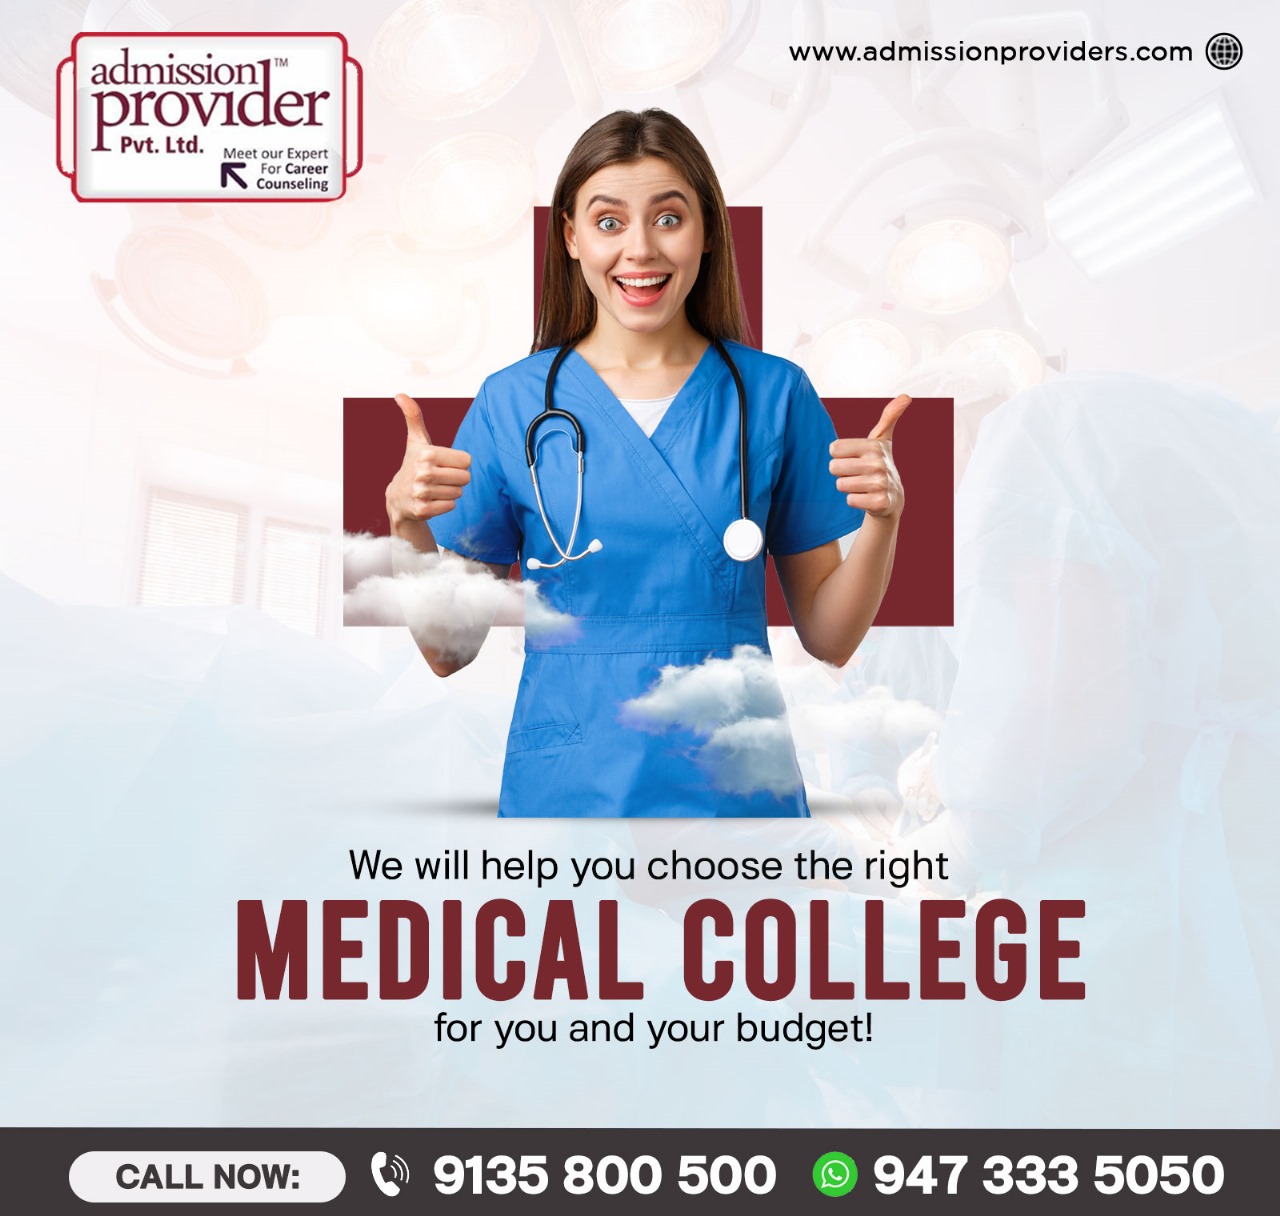 admission™
provider
Pvt. Ltd.
Meet our Expert
For Career
Counseling
www.admissionproviders.com
We will help you choose the right
MEDICAL COLLEGE
for you and your budget!
CALL NOW: 9135 800 500 947 333 5050